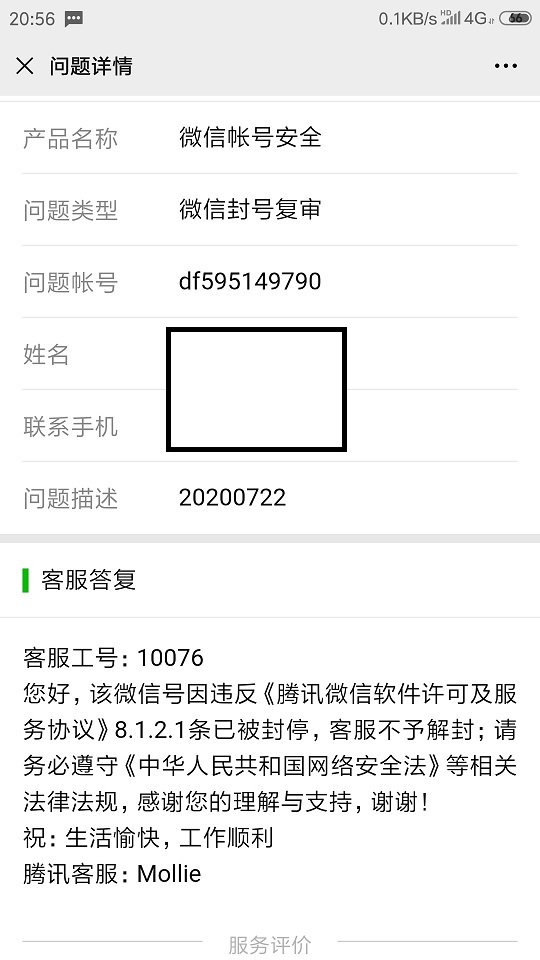 20:56 0.1KB/s HD 4G 56
问题详情
产品名称 微信帐号安全
问题类型 微信封号复审
问题帐号 df595149790
姓名
联系手机
问题描述 20200722
客服答复
客服工号：10076
您好，该微信号因违反《腾讯微信软件许可及服
务协议》8.1.2.1条已被封停，客服不予解封；请
务必遵守《中华人民共和国网络安全法》等相关
法律法规，感谢您的理解与支持，谢谢！
祝：生活愉快，工作顺利
腾讯客服：Mollie
服务评价